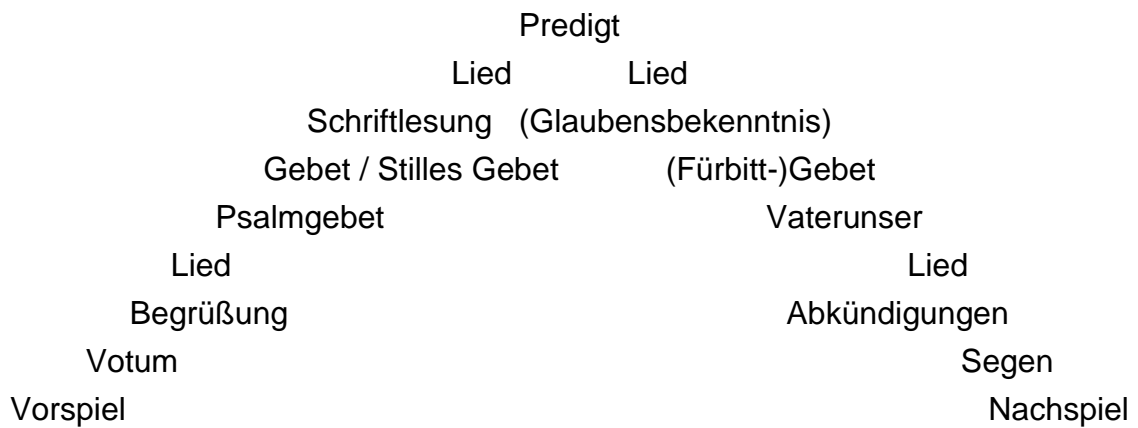 Predigt
Lied Lied
Schriftlesung (Glaubensbekenntnis)
Gebet / Stilles Gebet (Fürbitt-)Gebet
Psalmgebet Vaterunser
Lied Lied
Begrüßung Abkündigungen
Votum Segen
Vorspiel Nachspiel